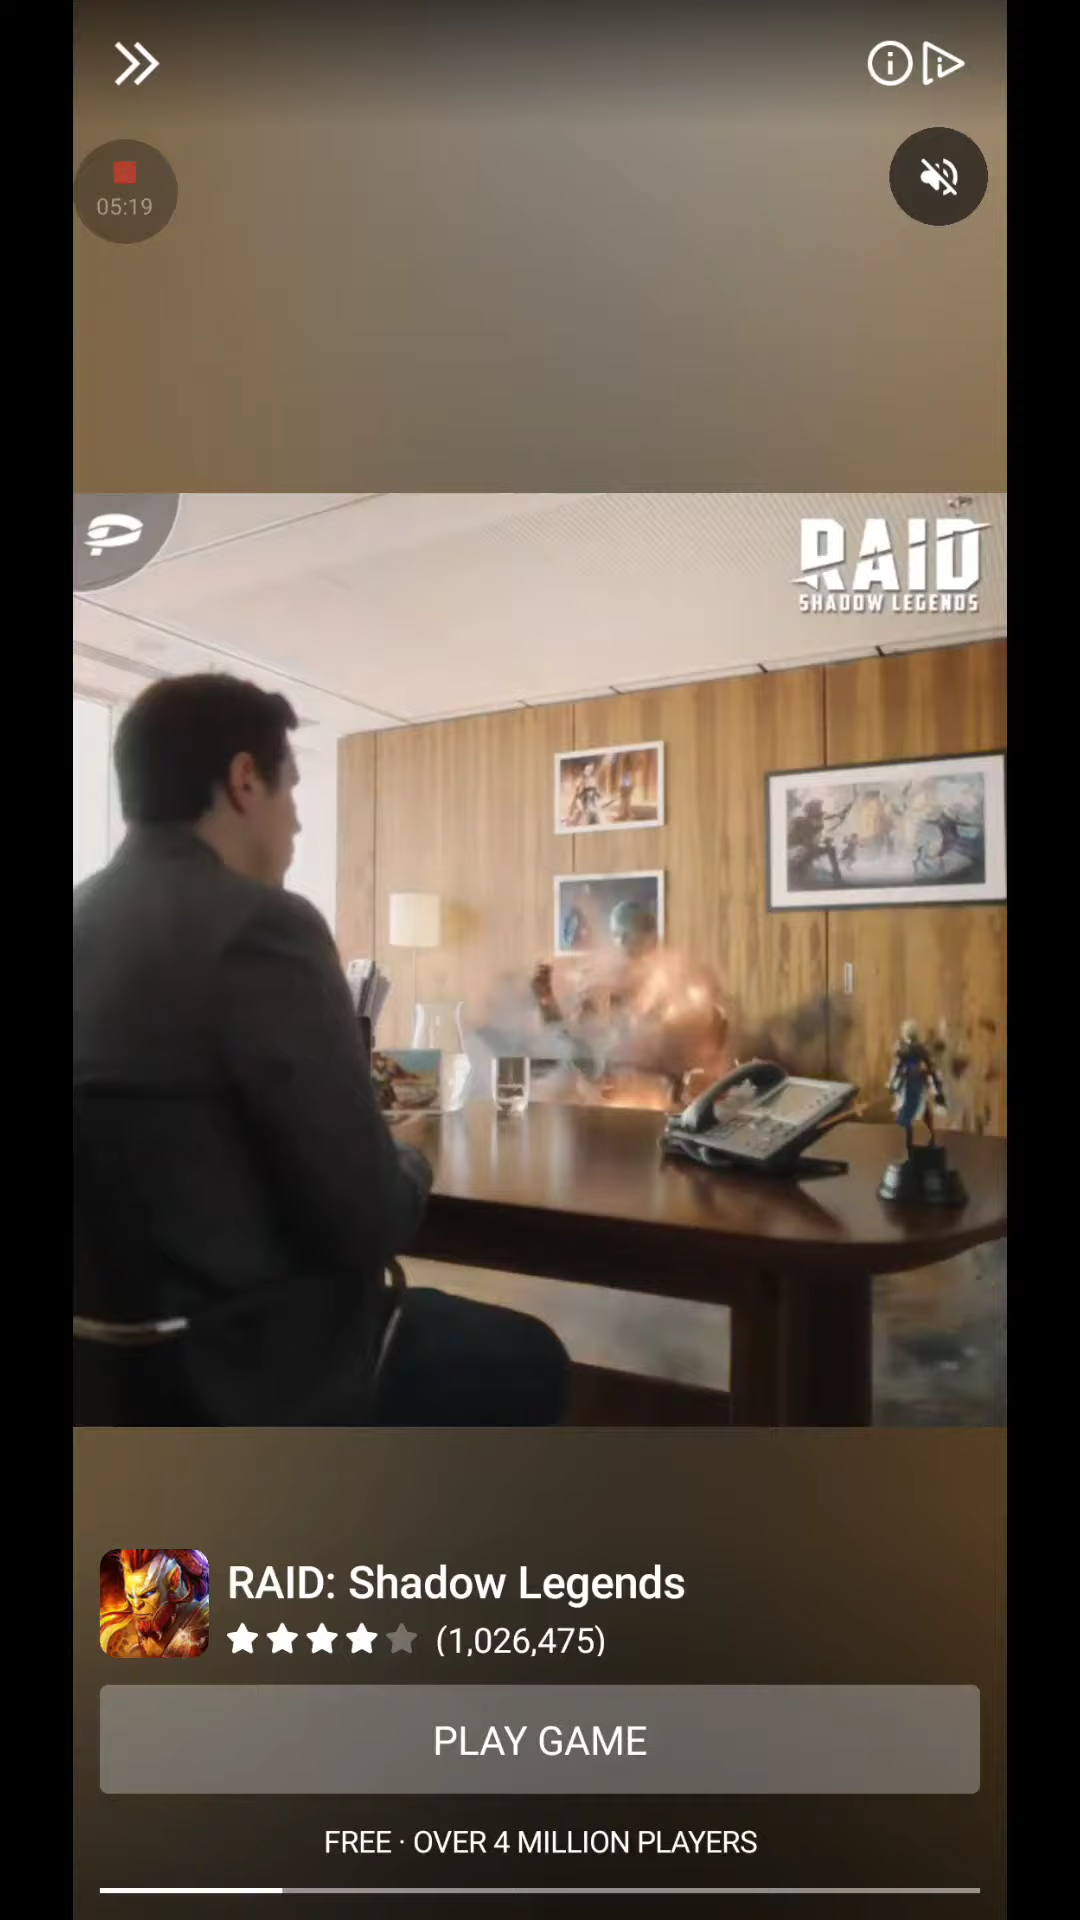 05:19
RAID
SHADOW LEGENDS
RAID: Shadow Legends
(1,026,475)
PLAY GAME
FREE · OVER 4 MILLION PLAYERS